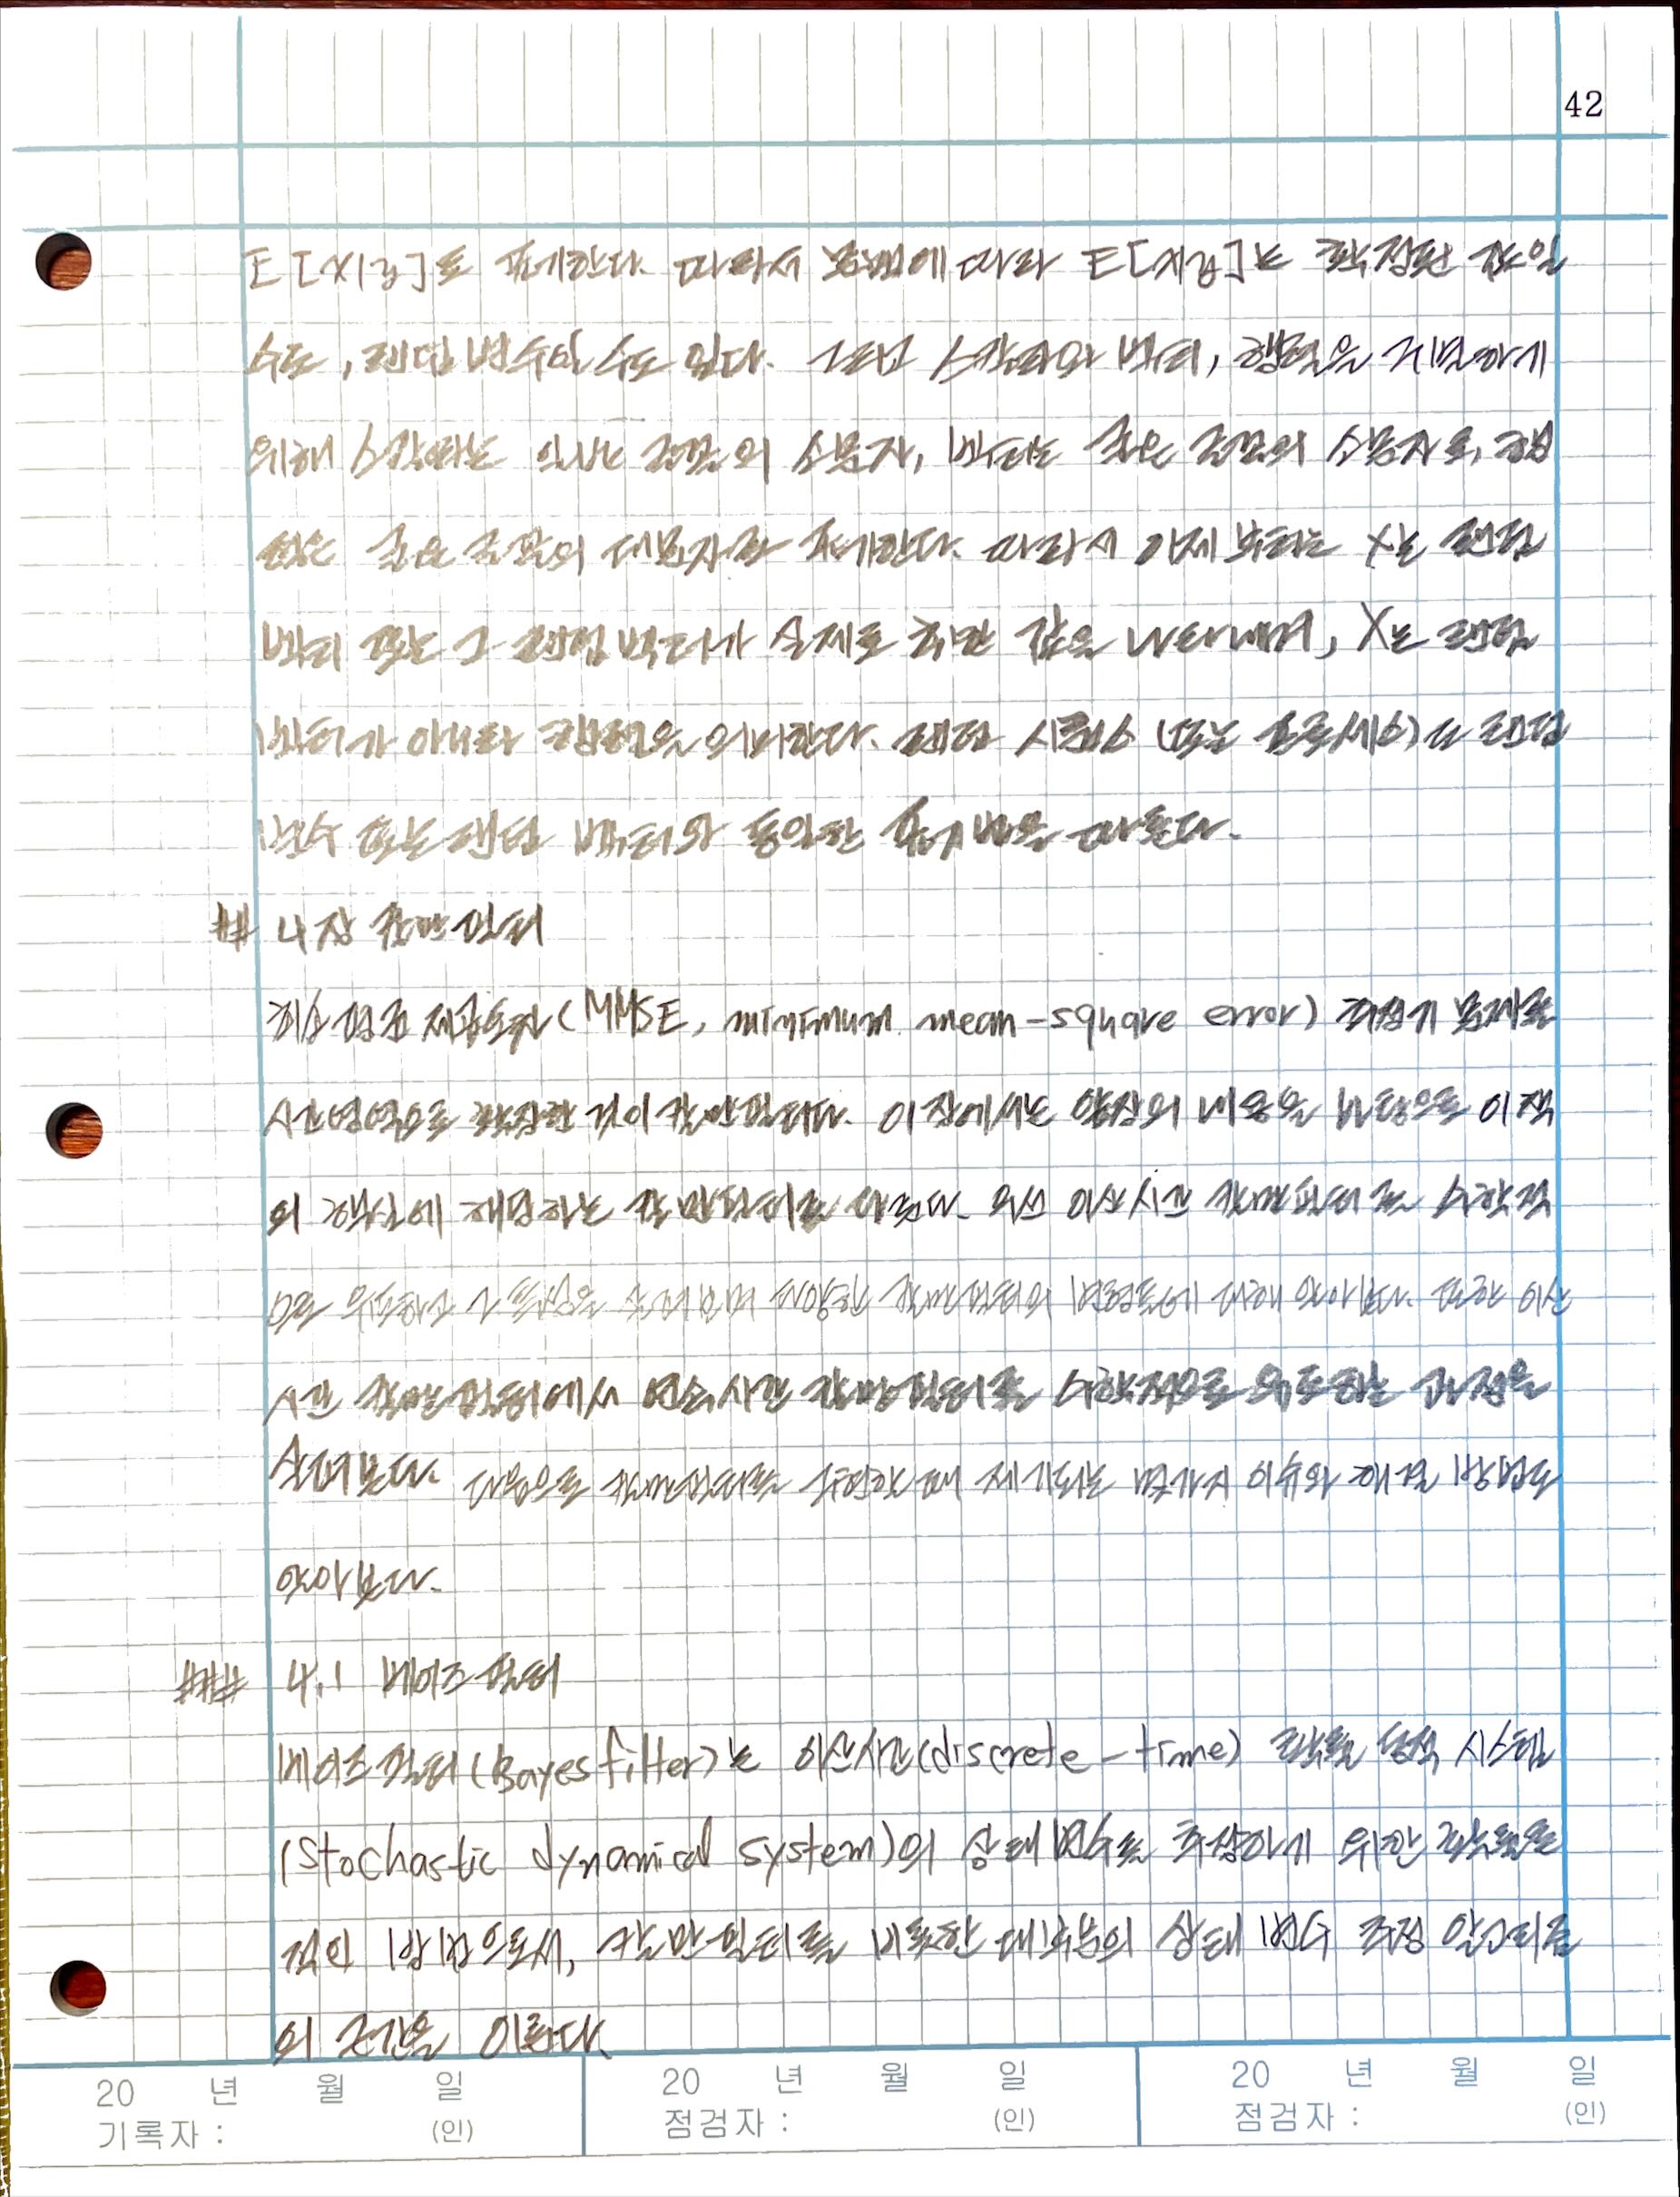 42
E[x|z]로 표기한다. 따라서 문맥에 따라 E[x|z]는 확정된 값일
수도, 랜덤 변수일 수도 있다. 그리고 스칼라와 벡터, 행렬을 구별하기
위해 스칼라는 얇은 글꼴의 소문자, 벡터는 굵은 글꼴의 소문자로, 행
렬은 굵은 글꼴의 대문자로 표기한다. 따라서 이제부터는 x는 랜덤
벡터 또는 그 랜덤 벡터가 실제로 취한 값을 나타내며, X는 랜덤
벡터가 아니라 행렬을 의미한다. 랜덤 시퀀스 (또는 프로세스)도 랜덤
변수 또는 랜덤 벡터와 동일한 표기법을 따른다.
## 4장 칼만필터
최소 평균 제곱오차(MMSE, minimum mean-square error) 추정기 문제를
시간영역으로 확장한 것이 칼만필터다. 이 장에서는 앞장의 내용을 바탕으로 이 책
의 핵심에 해당하는 칼만필터를 다룬다. 우선 이산시간 칼만필터를 수학적
으로 유도하고 그 특성을 살펴보며 다양한 칼만필터의 변형들에 대해 알아본다. 또한 이산
시간 칼만필터에서 연속시간 칼만필터를 수학적으로 유도하는 과정을
살펴본다. 다음으로 칼만필터를 구현할 때 제기되는 몇가지 이슈와 해결 방법도
알아본다.
### 4.1 베이즈 필터
베이즈 필터(Bayes filter)는 이산시간(discrete-time) 확률 동적 시스템
(Stochastic dynamical system)의 상태변수를 추정하기 위한 확률론
적인 방법으로서, 칼만필터를 비롯한 대부분의 상태 변수 추정 알고리즘
의 근간을 이룬다.
20 년 월 일 20 년 월 일 20 년 월 일
기록자 : (인) 점검자 : (인) 점검자 : (인)